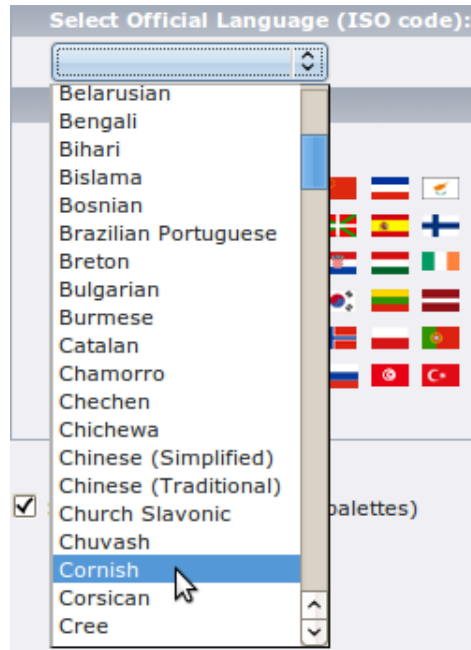 Select Official Language (ISO code):
Belarusian
Bengali
Bihari
Bislama
Bosnian
Brazilian Portuguese
Breton
Bulgarian
Burmese
Catalan
Chamorro
Chechen
Chichewa
Chinese (Simplified)
Chinese (Traditional)
Church Slavonic
palettes)
Chuvash
Cornish
Corsican
Cree